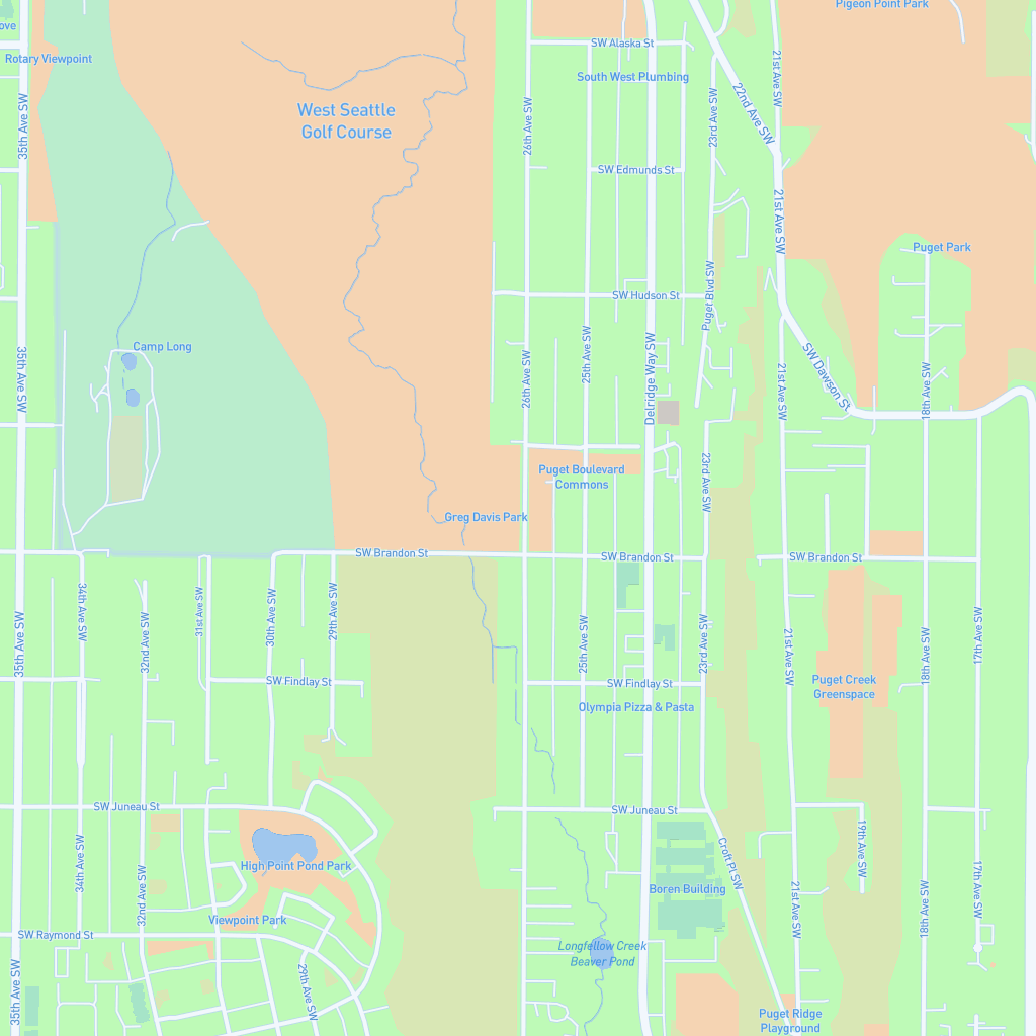 Pigeon Point Park
ove
Rotary Viewpoint
SW Alaska St
South West Plumbing
21st Ave SW
22nd Ave SW
23rd Ave SW
35th Ave SW
West Seattle
Golf Course
26th Ave SW
SW Edmunds St
21st Ave SW
Puget Park
Puget Blvd SW
SW Hudson St
Camp Long
35th Ave SW
26th Ave SW
25th Ave SW
Delridge Way SW
21st Ave SW
SW Dawson St
18th Ave SW
Puget Boulevard
Commons
23rd Ave SW
Greg Davis Park
SW Brandon St
SW Brandon St
SW Brandon St
35th Ave SW
34th Ave SW
32nd Ave SW
31st Ave SW
30th Ave SW
29th Ave SW
25th Ave SW
23rd Ave SW
21st Ave SW
18th Ave SW
17th Ave SW
SW Findlay St
SW Findlay St
Puget Creek
Greenspace
Olympia Pizza & Pasta
SW Juneau St
SW Juneau St
34th Ave SW
32nd Ave SW
High Point Pond Park
Croft Pl SW
19th Ave SW
Boren Building
21st Ave SW
18th Ave SW
17th Ave SW
Viewpoint Park
SW Raymond St
Longfellow Creek
Beaver Pond
35th Ave SW
29th Ave SW
Puget Ridge
Playground